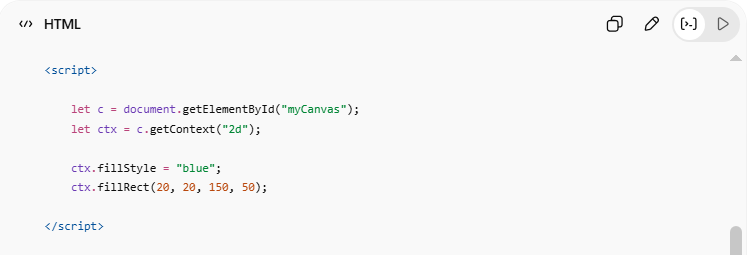 HTML
<script>
let c = document.getElementById("myCanvas");
let ctx = c.getContext("2d");
ctx.fillStyle = "blue";
ctx.fillRect(20, 20, 150, 50);
</script>